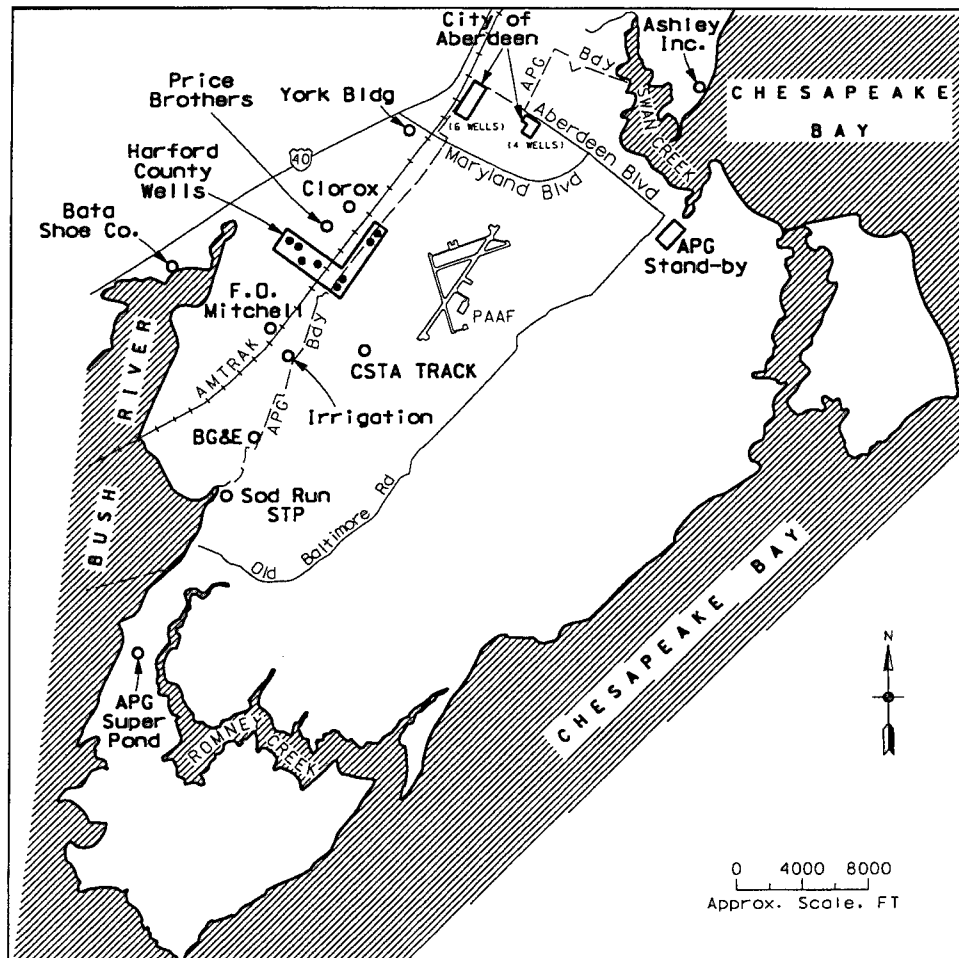 City of
Aberdeen
Ashley
Inc.
Price
Brothers
York Bldg
APG
Bdy
CHESAPEAKE
BAY
(6 WELLS)
(4 WELLS)
SWAN
CREEK
Aberdeen Blvd
Maryland Blvd
Harford
County
Wells
40
Clorox
Bata
Shoe Co.
APG
Stand-by
F.O.
Mitchell
PAAF
Bdy
APG
AMTRAK
CSTA TRACK
Irrigation
BUSH RIVER
BG&E
Sod Run
STP
Old Baltimore Rd
CHESAPEAKE BAY
N
APG
Super
Pond
ROMNEY
CREEK
0 4000 8000
Approx. Scale, FT